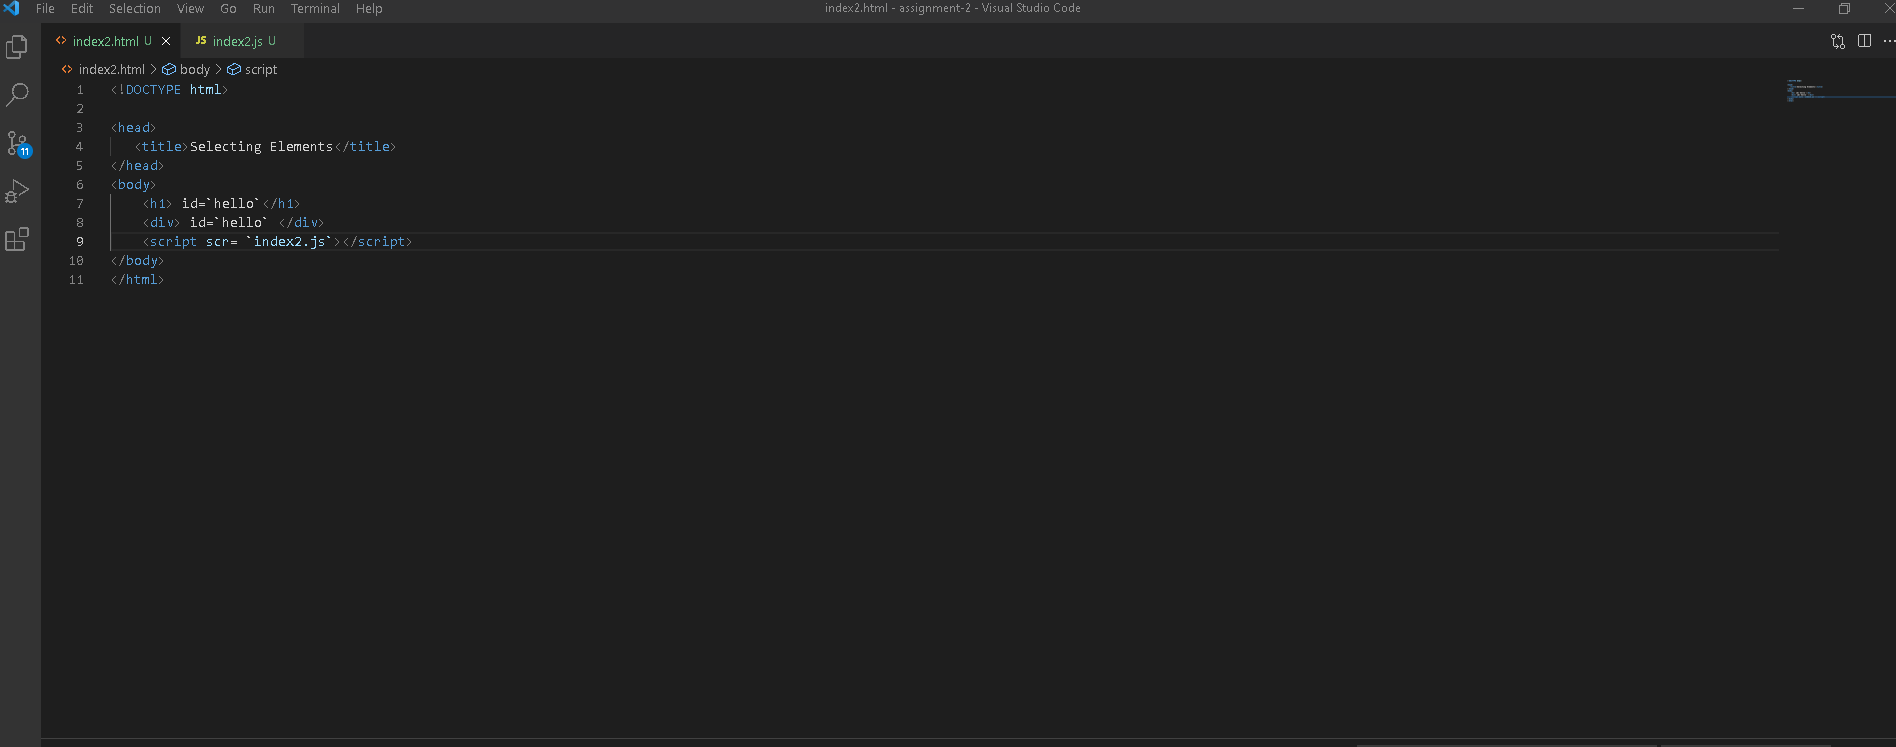 File Edit Selection View Go Run Terminal Help index2.html - assignment-2 - Visual Studio Code
index2.html U JS index2.js U
index2.html > body > script
1 <!DOCTYPE html>
2
3 <head>
4 <title>Selecting Elements</title>
5 </head>
6 <body>
7 <h1> id=`hello`</h1>
8 <div> id=`hello` </div>
9 <script scr= `index2.js`></script>
10 </body>
11 </html>
11